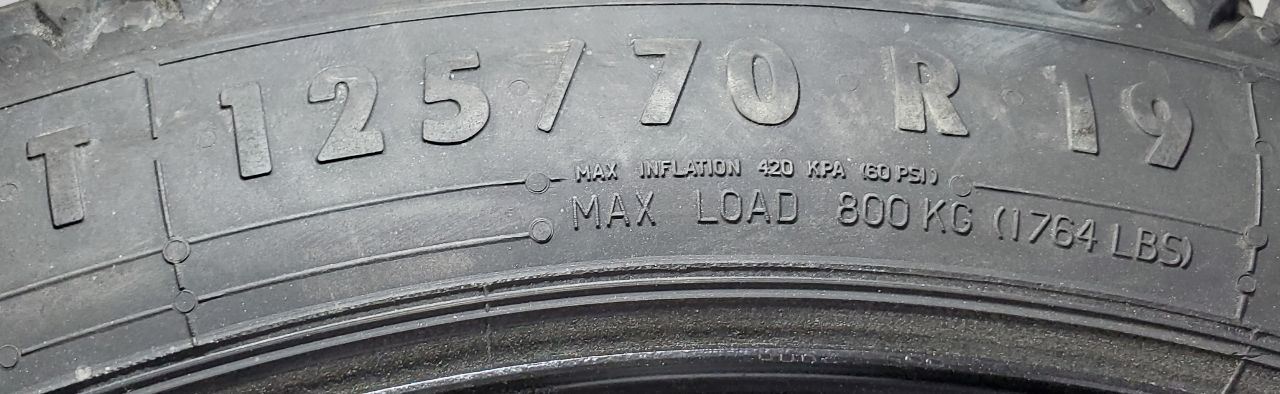 T 125/70 R 19
MAX INFLATION 420 KPA (60 PSI)
MAX LOAD 800 KG (1764 LBS)